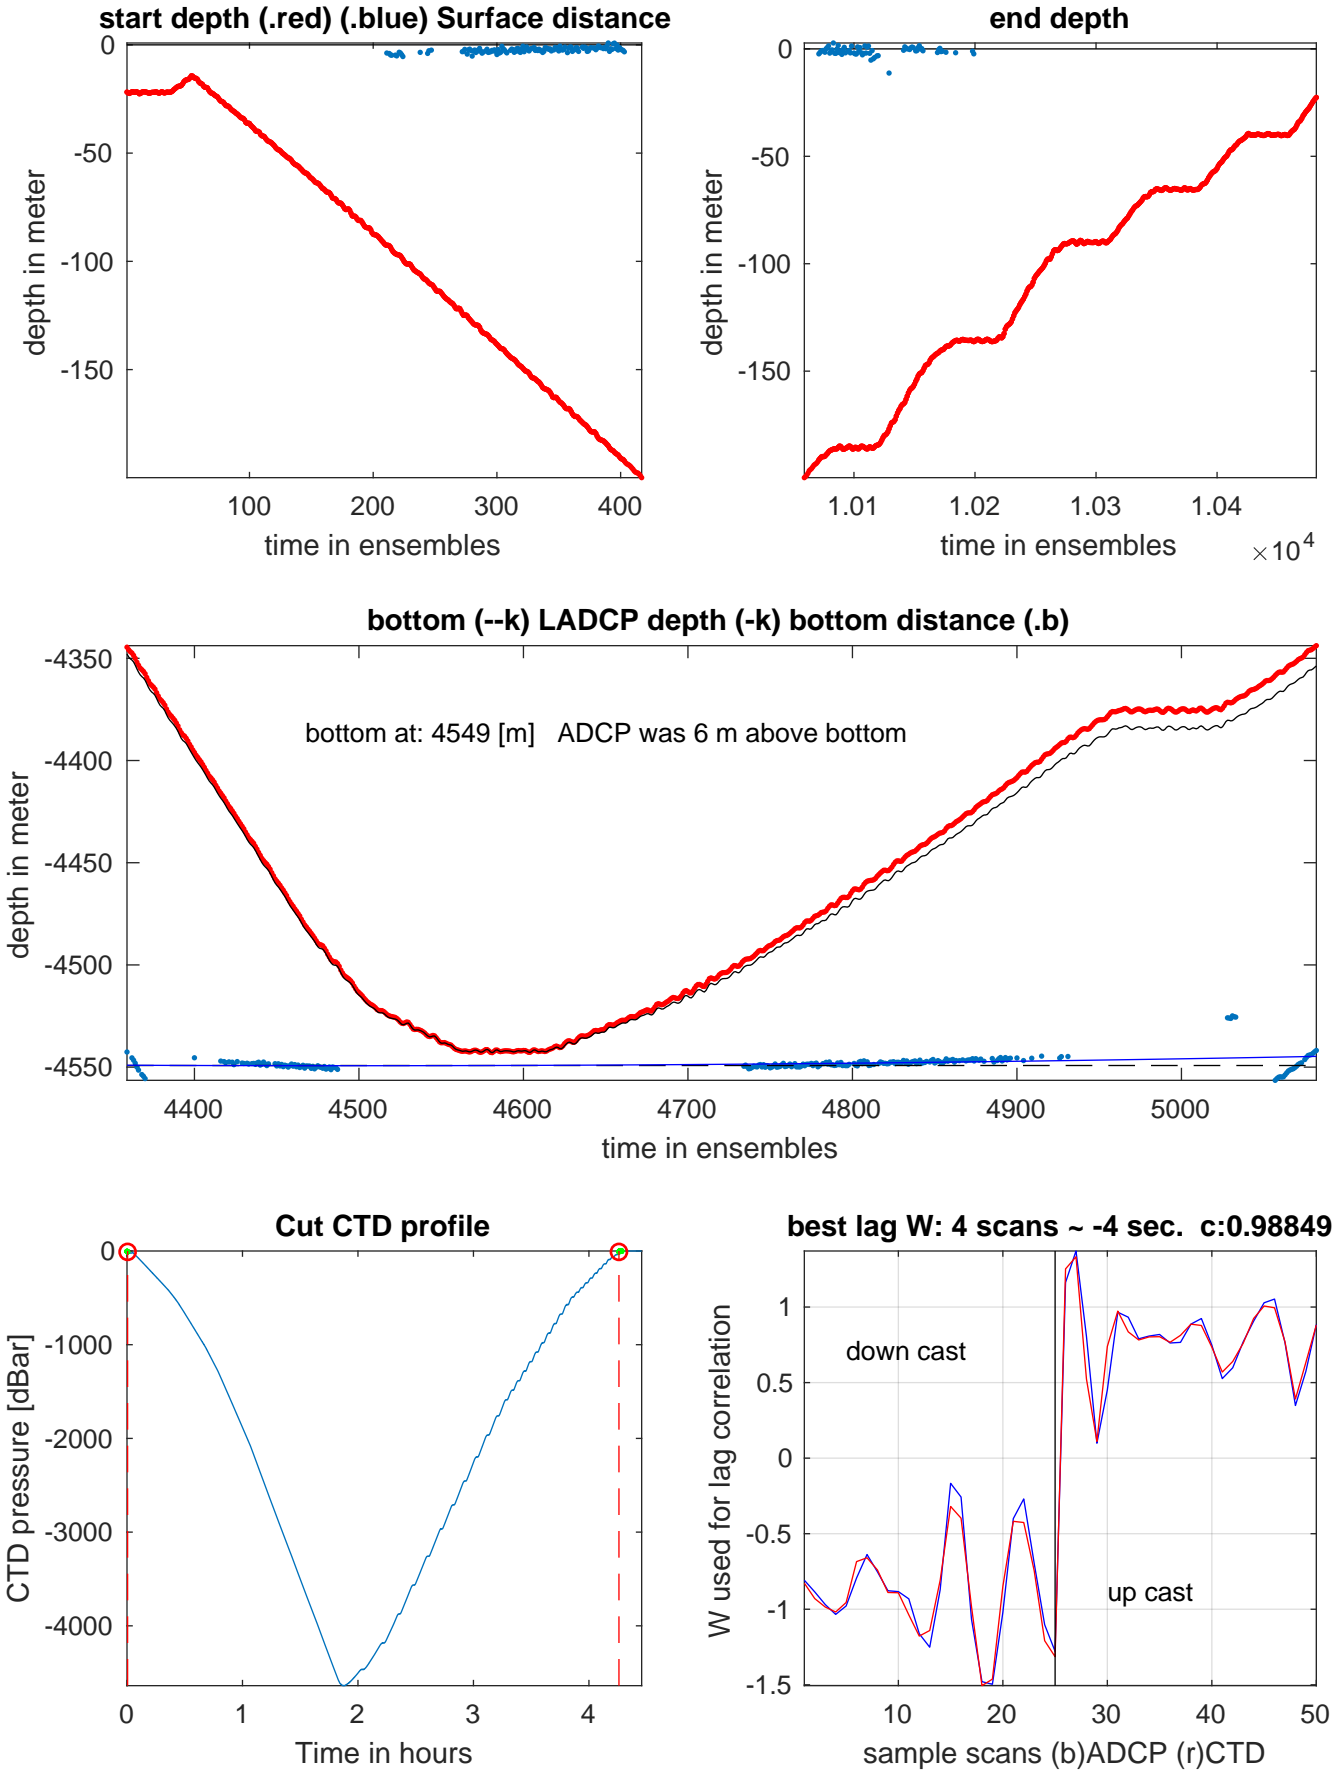 start depth (.red) (.blue) Surface distance
0
-50
-100
-150
depth in meter
100
200
300
400
time in ensembles
end depth
0
-50
-100
-150
depth in meter
1.01
1.02
1.03
1.04
time in ensembles
×10^4
bottom (--k) LADCP depth (-k) bottom distance (.b)
-4350
-4400
-4450
-4500
-4550
depth in meter
bottom at: 4549 [m] ADCP was 6 m above bottom
4400
4500
4600
4700
4800
4900
5000
time in ensembles
Cut CTD profile
0
-1000
-2000
-3000
-4000
CTD pressure [dBar]
0
1
2
3
4
Time in hours
best lag W: 4 scans ~ -4 sec. c:0.98849
1
0.5
0
-0.5
-1
-1.5
W used for lag correlation
down cast
up cast
10
20
30
40
50
sample scans (b)ADCP (r)CTD